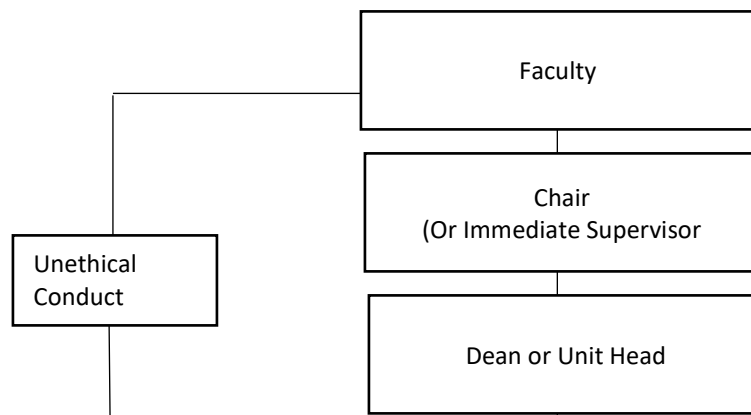 Faculty
Chair
(Or Immediate Supervisor
Unethical
Conduct
Dean or Unit Head